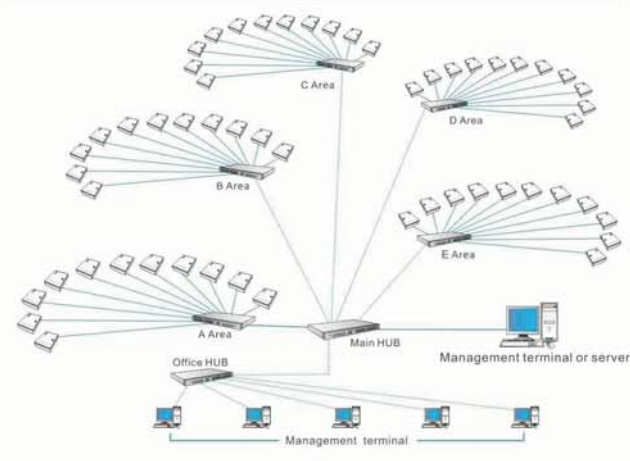 C Area
D Area
B Area
E Area
A Area
Main HUB
Management terminal or server
Office HUB
Management terminal